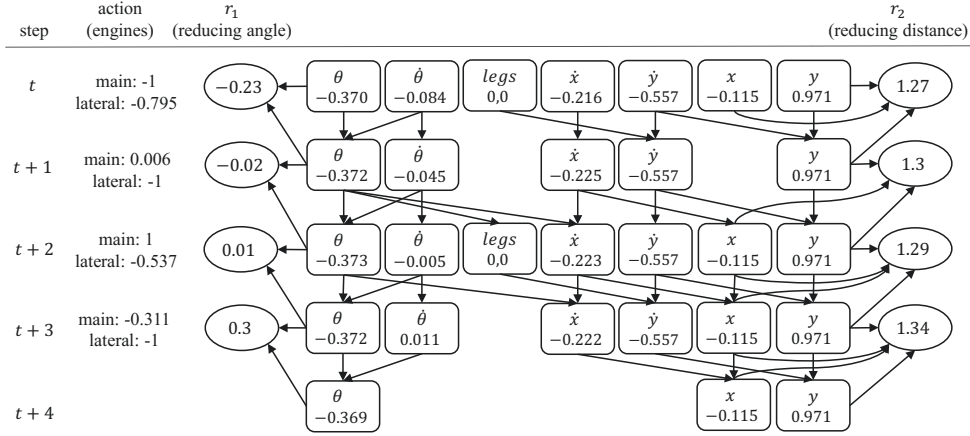 action r₁ r₂
step (engines) (reducing angle) (reducing distance)
t main: -1 −0.23 θ θ̇ legs ẋ ẏ x y 1.27
lateral: -0.795 −0.370 −0.084 0,0 −0.216 −0.557 −0.115 0.971
t + 1 main: 0.006 −0.02 θ θ̇ ẋ ẏ y 1.3
lateral: -1 −0.372 −0.045 −0.225 −0.557 0.971
t + 2 main: 1 0.01 θ θ̇ legs ẋ ẏ x y 1.29
lateral: -0.537 −0.373 −0.005 0,0 −0.223 −0.557 −0.115 0.971
t + 3 main: -0.311 0.3 θ θ̇ ẋ ẏ x y 1.34
lateral: -1 −0.372 0.011 −0.222 −0.557 −0.115 0.971
t + 4 θ x y
−0.369 −0.115 0.971